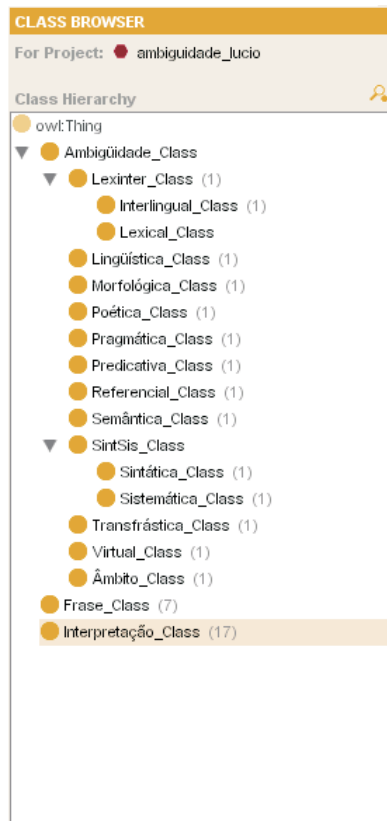 CLASS BROWSER
For Project: ambiguidade_lucio
Class Hierarchy
owl:Thing
Ambigüidade_Class
Lexinter_Class (1)
Interlingual_Class (1)
Lexical_Class
Lingüística_Class (1)
Morfológica_Class (1)
Poética_Class (1)
Pragmática_Class (1)
Predicativa_Class (1)
Referencial_Class (1)
Semântica_Class (1)
SintSis_Class
Sintática_Class (1)
Sistemática_Class (1)
Transfrástica_Class (1)
Virtual_Class (1)
Âmbito_Class (1)
Frase_Class (7)
Interpretação_Class (17)